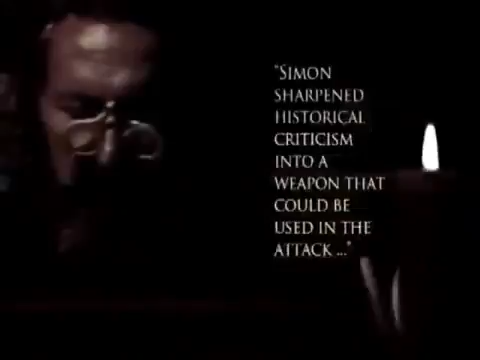 "SIMON
SHARPENED
HISTORICAL
CRITICISM
INTO A
WEAPON THAT
COULD BE
USED IN THE
ATTACK ..."